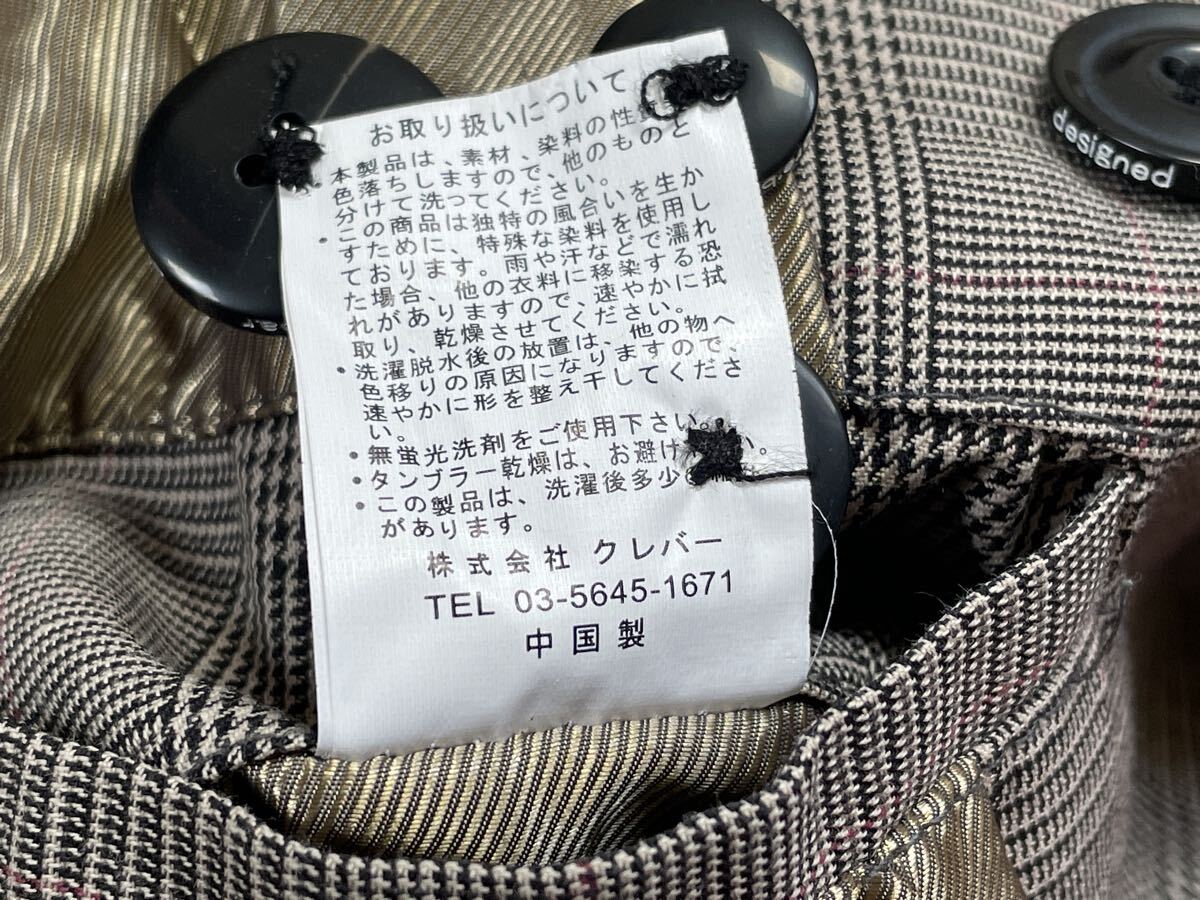 お取り扱いについて
本製品は、素材、染料の性
色落ちしますので、他のものと
分けて洗ってください。
・この商品は独特の風合いを生か
すために、特殊な染料を使用し
ております。雨や汗などで濡れ
た場合、他の衣料に移染する恐
れがありますので、速やかに拭
取り、乾燥させてください。
・洗濯脱水後の放置は、他の物へ
色移りの原因になりますので、
速やかに形を整え干してくださ
い。
・無蛍光洗剤をご使用下さい。
・タンブラー乾燥は、お避け い。
・この製品は、洗濯後多少
があります。
株式会社 クレバー
TEL 03-5645-1671
中国製
designed